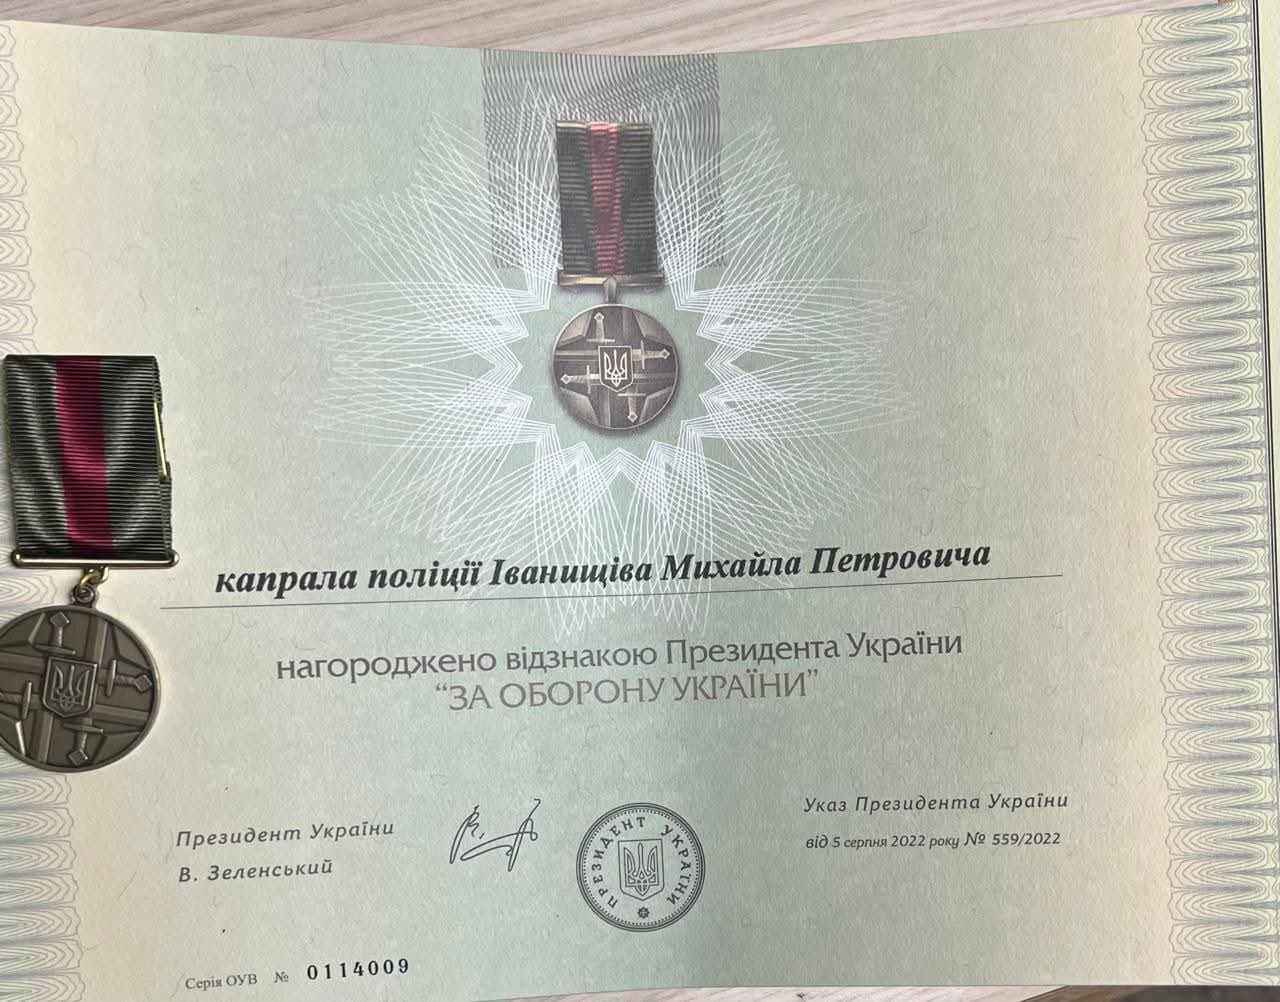 капрала поліції Іванищіва Михайла Петровича
нагороджено відзнакою Президента України
“ЗА ОБОРОНУ УКРАЇНИ”
Президент України
В. Зеленський
ПРЕЗИДЕНТ УКРАЇНИ
Указ Президента України
від 5 серпня 2022 року № 559/2022
Серія ОУВ № 0114009